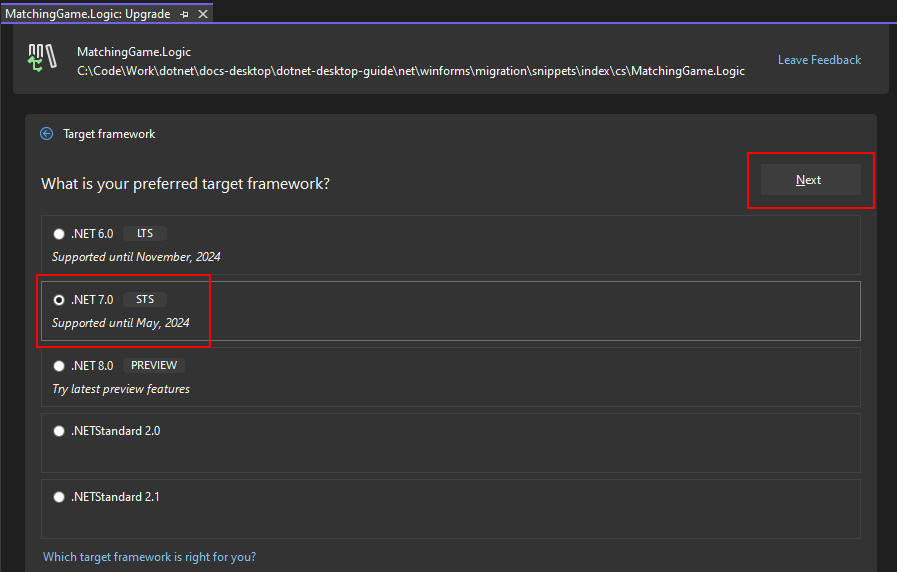 MatchingGame.Logic: Upgrade
MatchingGame.Logic
C:\Code\Work\dotnet\docs-desktop\dotnet-desktop-guide\net\winforms\migration\snippets\index\cs\MatchingGame.Logic
Leave Feedback
Target framework
What is your preferred target framework?
Next
.NET 6.0 LTS
Supported until November, 2024
.NET 7.0 STS
Supported until May, 2024
.NET 8.0 PREVIEW
Try latest preview features
.NETStandard 2.0
.NETStandard 2.1
Which target framework is right for you?